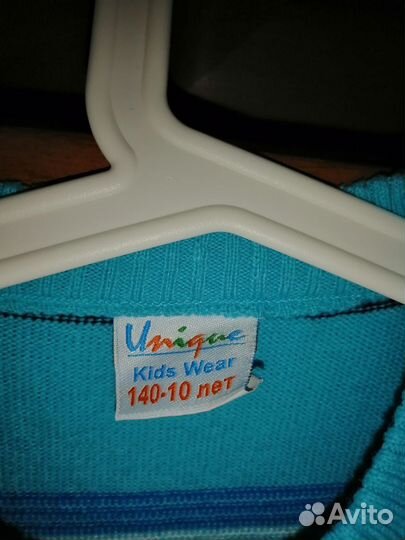 Unique
Kids Wear
140-10 лет
Avito